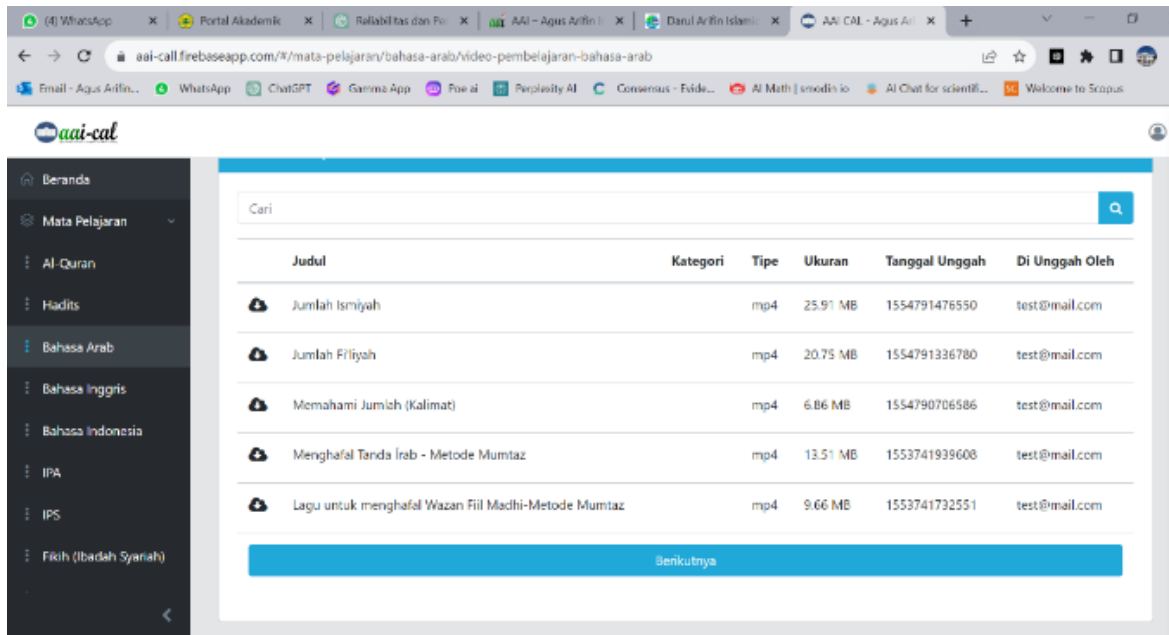 (4) WhatsApp
Portal Akademik
Reliabilitas dan Per
AAI – Agus Arifin I
Darul Arifin Islamic
AAI CAL - Agus Ari
aai-call.firebaseapp.com/#/mata-pelajaran/bahasa-arab/video-pembelajaran-bahasa-arab
Email - Agus Arifin... WhatsApp ChatGPT Gamma App Poe ai Perplexity AI Consensus - Evide... AI Math | smodin io AI Chat for scientifi... Welcome to Scopus
aai-cal
Beranda
Mata Pelajaran
Al-Quran
Hadits
Bahasa Arab
Bahasa Inggris
Bahasa Indonesia
IPA
IPS
Fikih (Ibadah Syariah)
Cari
Judul Kategori Tipe Ukuran Tanggal Unggah Di Unggah Oleh
Jumlah Ismiyah mp4 25.91 MB 1554791476550 test@mail.com
Jumlah Fi'liyah mp4 20.75 MB 1554791336780 test@mail.com
Memahami Jumlah (Kalimat) mp4 6.86 MB 1554790706586 test@mail.com
Menghafal Tanda Írab - Metode Mumtaz mp4 13.51 MB 1553741939608 test@mail.com
Lagu untuk menghafal Wazan Fiil Madhi-Metode Mumtaz mp4 9.66 MB 1553741732551 test@mail.com
Berikutnya